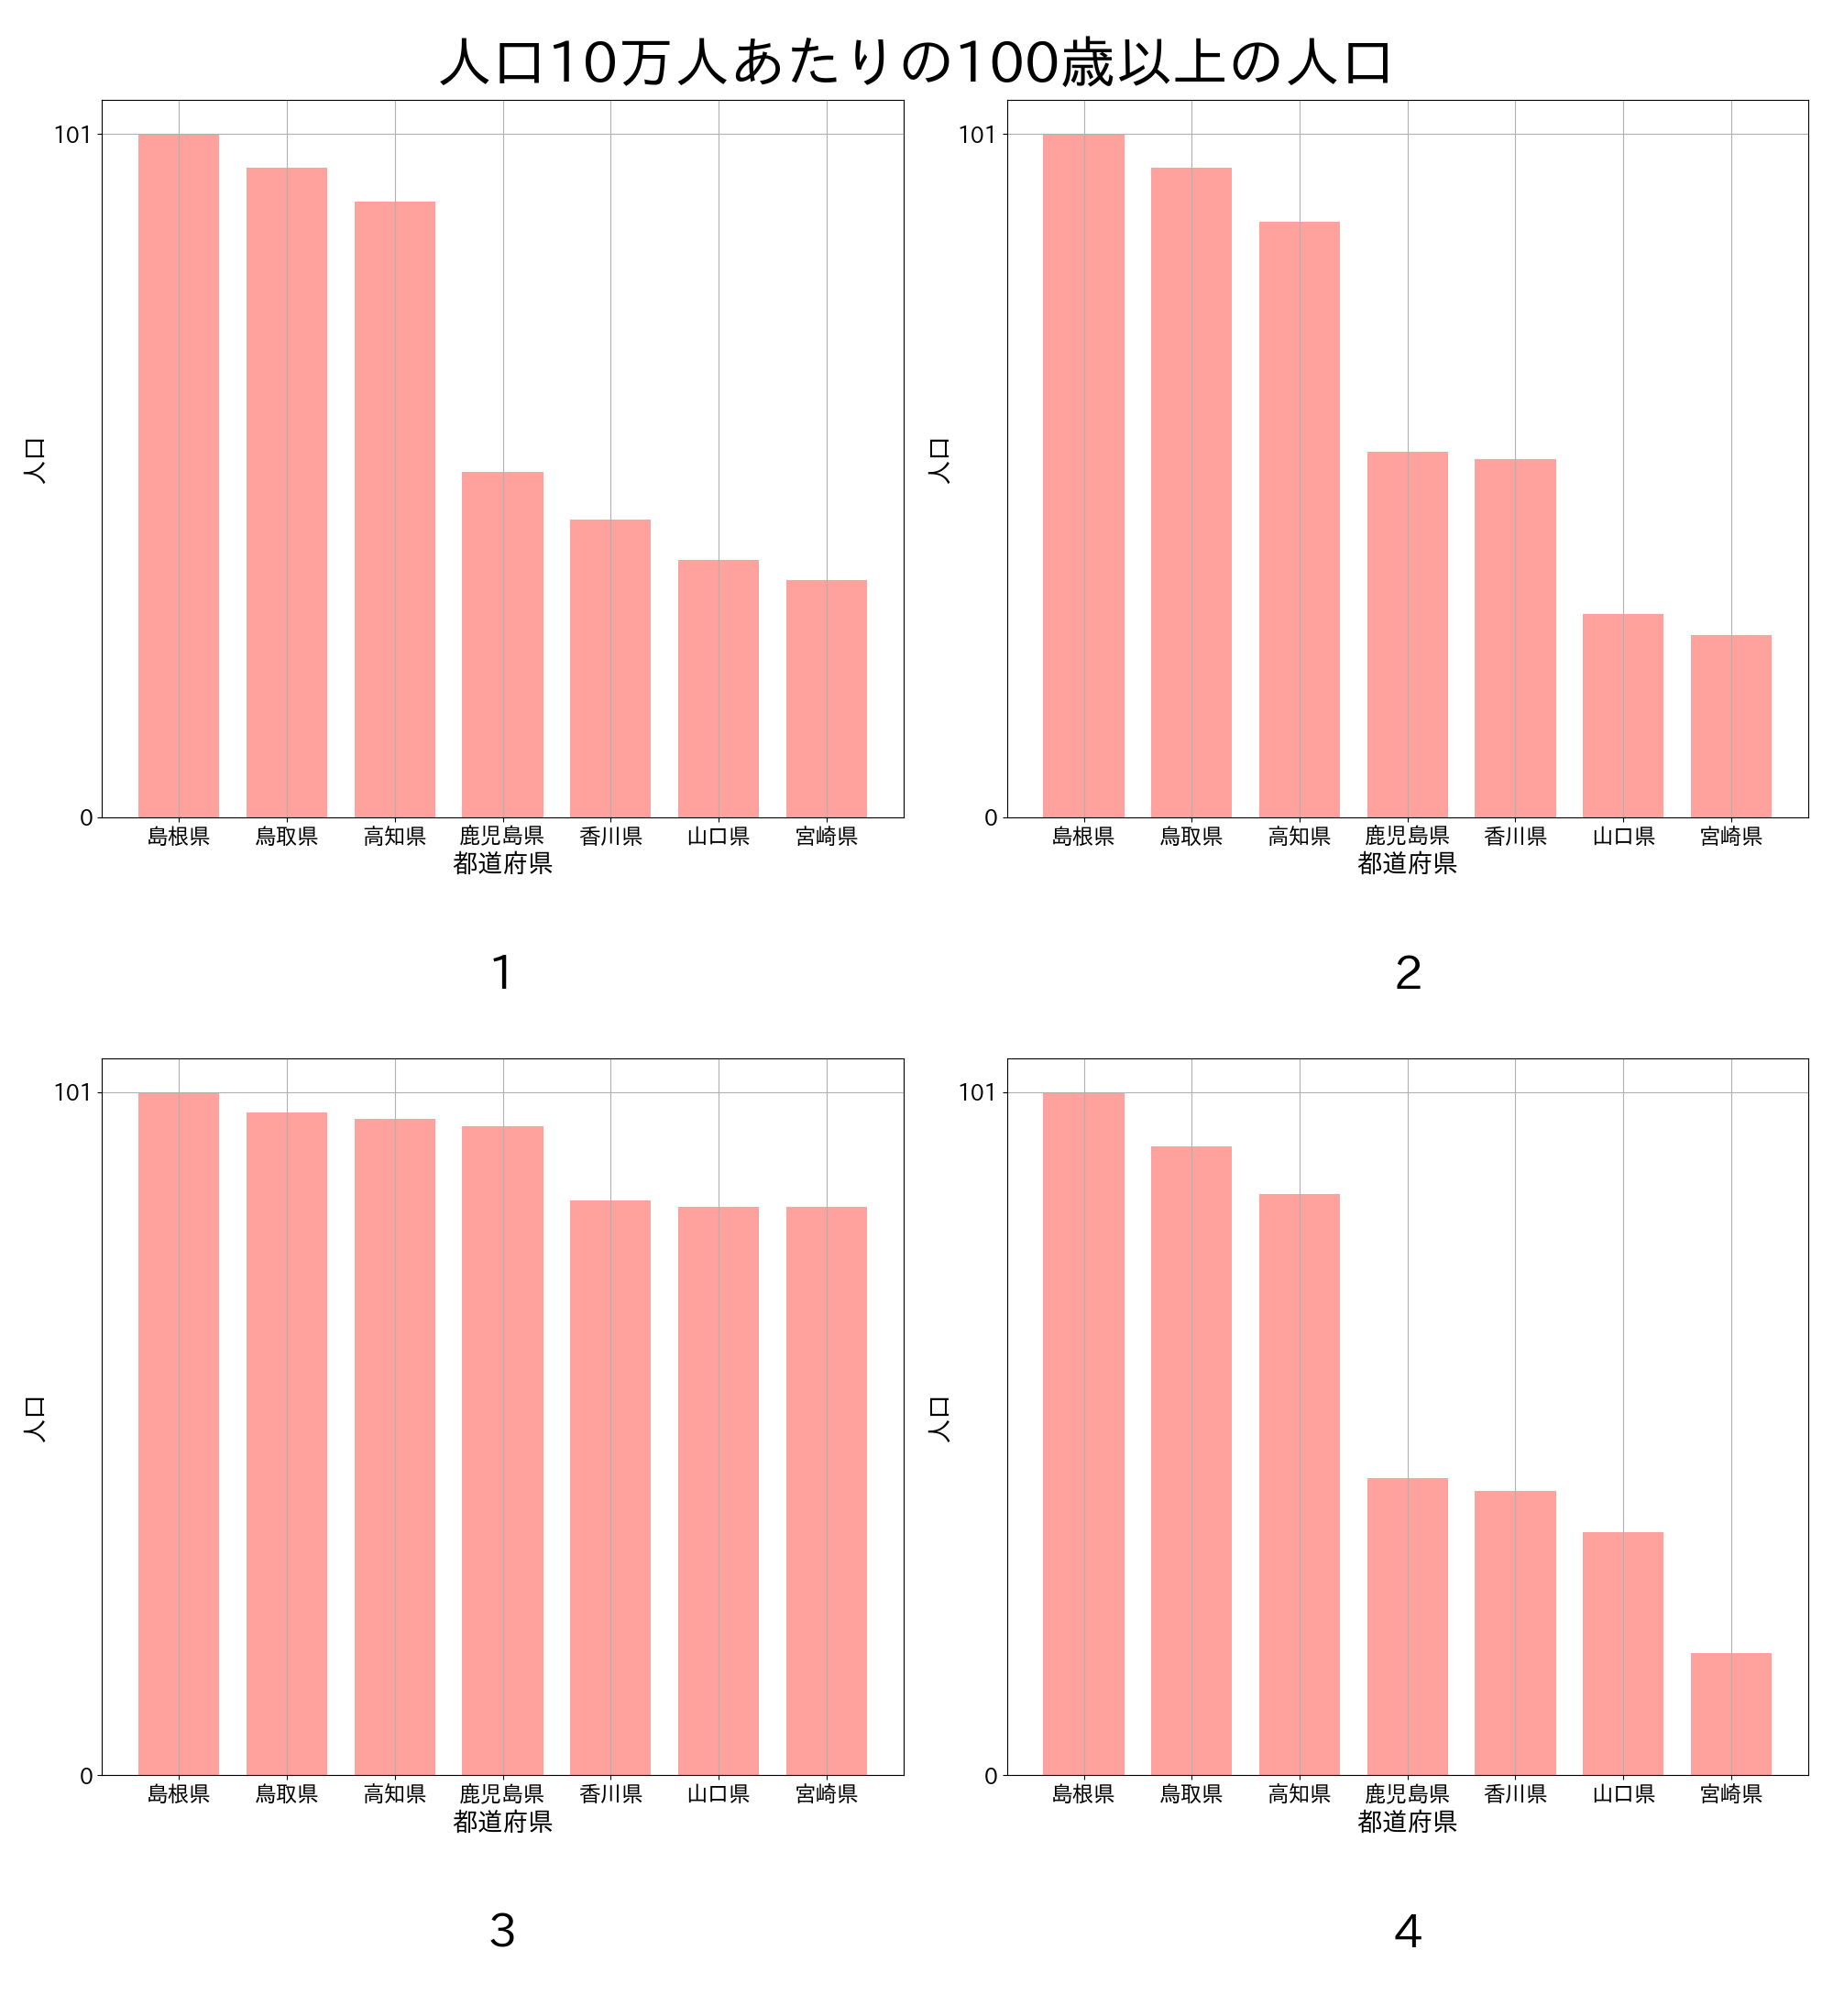 人口10万人あたりの100歳以上の人口
101
人口
0
島根県 鳥取県 高知県 鹿児島県 香川県 山口県 宮崎県
都道府県
1
101
人口
0
島根県 鳥取県 高知県 鹿児島県 香川県 山口県 宮崎県
都道府県
2
101
人口
0
島根県 鳥取県 高知県 鹿児島県 香川県 山口県 宮崎県
都道府県
3
101
人口
0
島根県 鳥取県 高知県 鹿児島県 香川県 山口県 宮崎県
都道府県
4